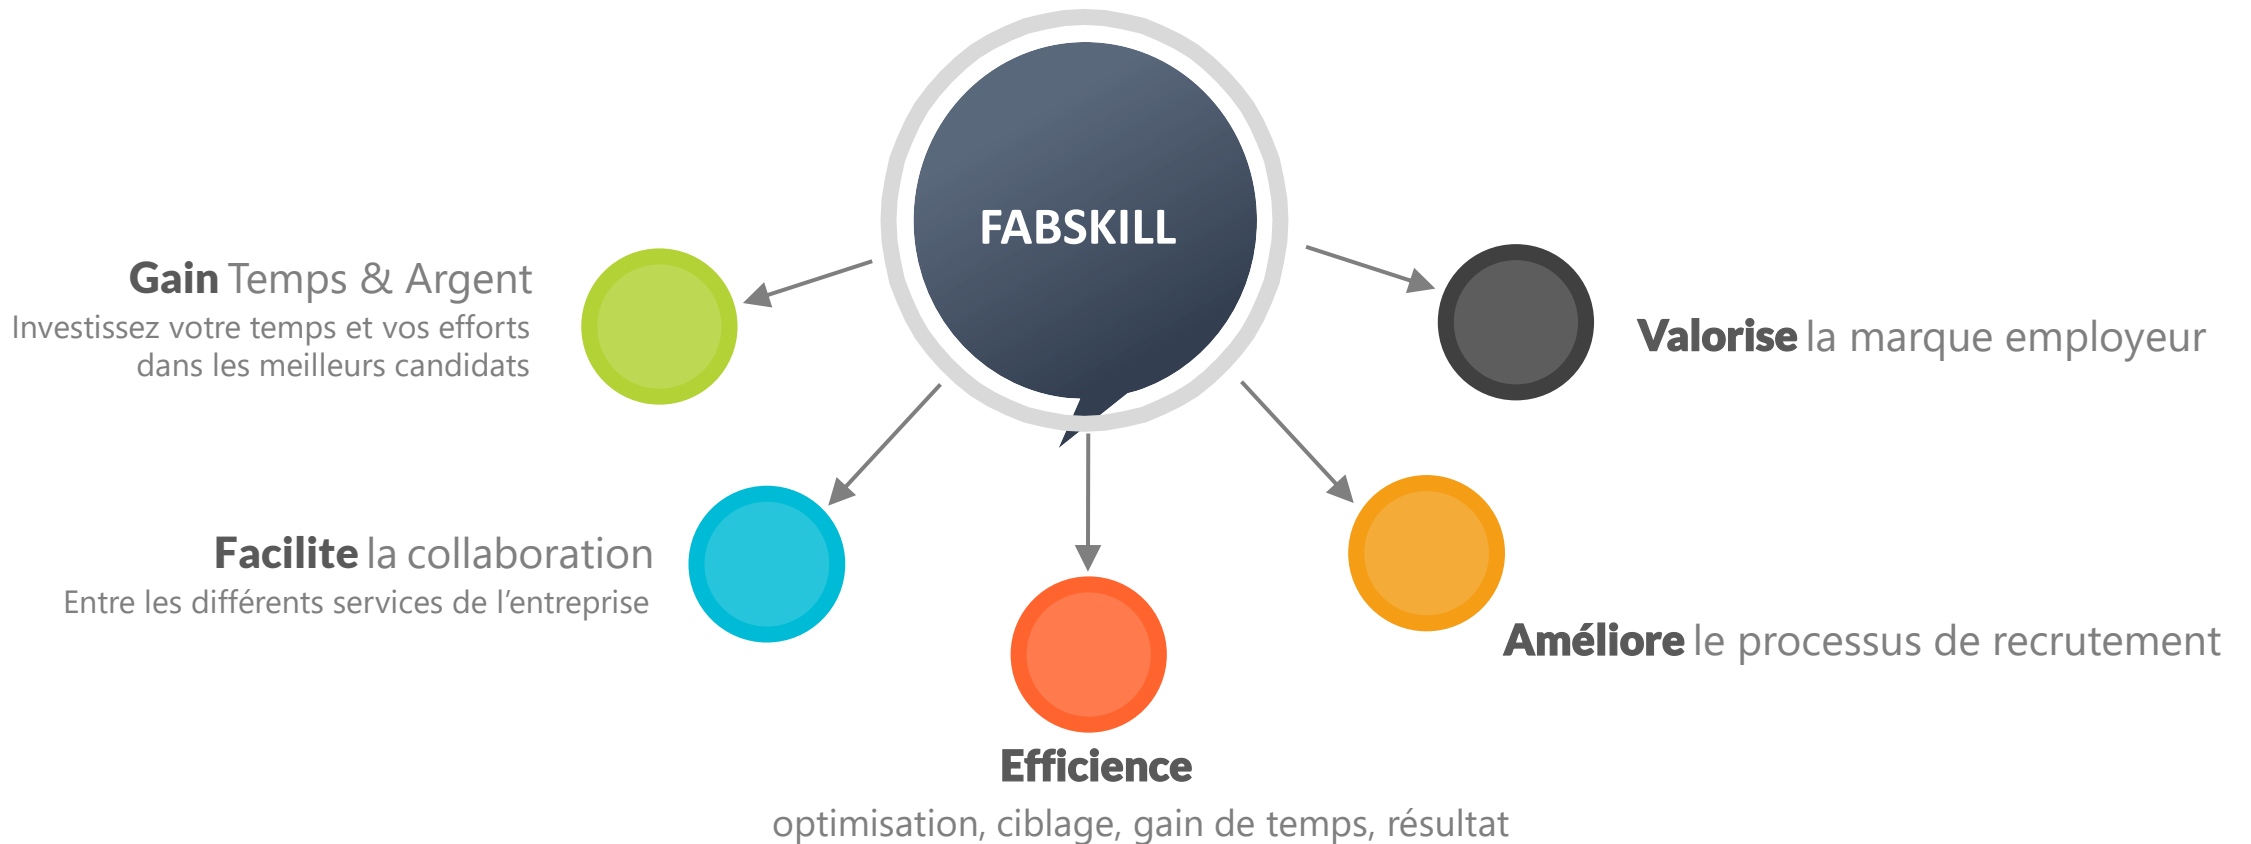 FABSKILL
Gain Temps & Argent
Investissez votre temps et vos efforts
dans les meilleurs candidats
Valorise la marque employeur
Facilite la collaboration
Entre les différents services de l’entreprise
Améliore le processus de recrutement
Efficience
optimisation, ciblage, gain de temps, résultat